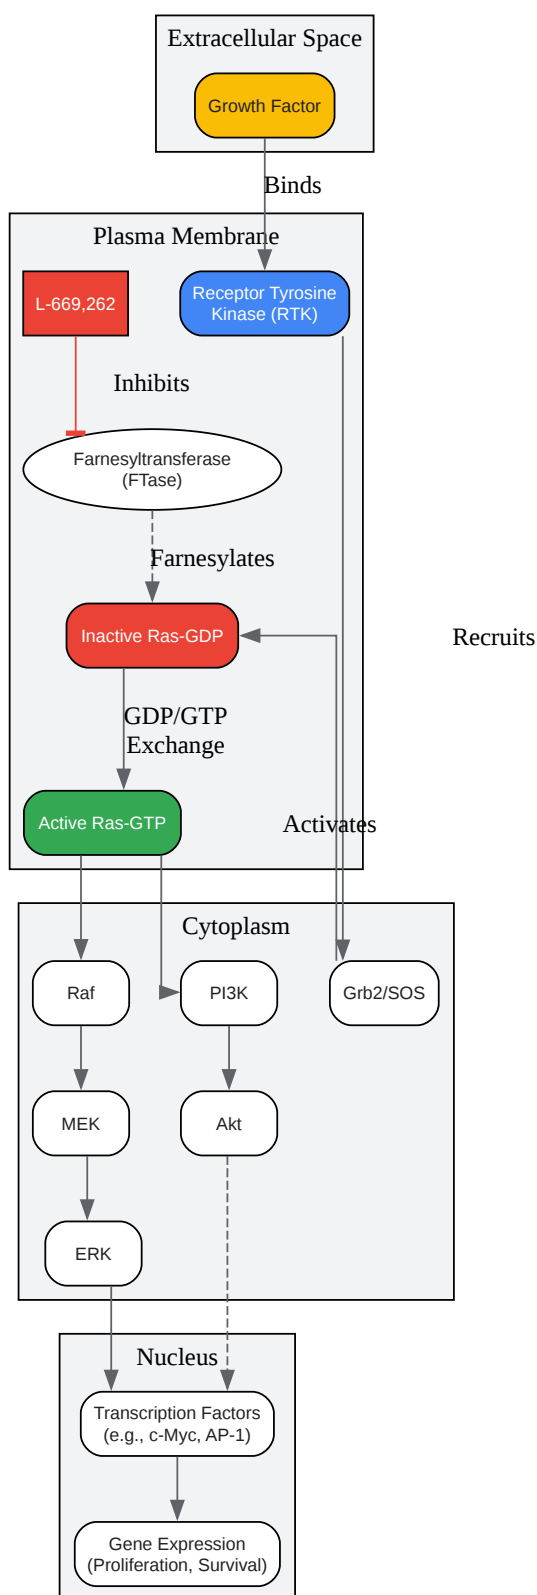 Extracellular Space
Growth Factor
Binds
Plasma Membrane
L-669,262
Receptor Tyrosine
Kinase (RTK)
Inhibits
Farnesyltransferase
(FTase)
Farnesylates
Inactive Ras-GDP
Recruits
GDP/GTP
Exchange
Active Ras-GTP
Activates
Cytoplasm
Raf
PI3K
Grb2/SOS
MEK
Akt
ERK
Nucleus
Transcription Factors
(e.g., c-Myc, AP-1)
Gene Expression
(Proliferation, Survival)